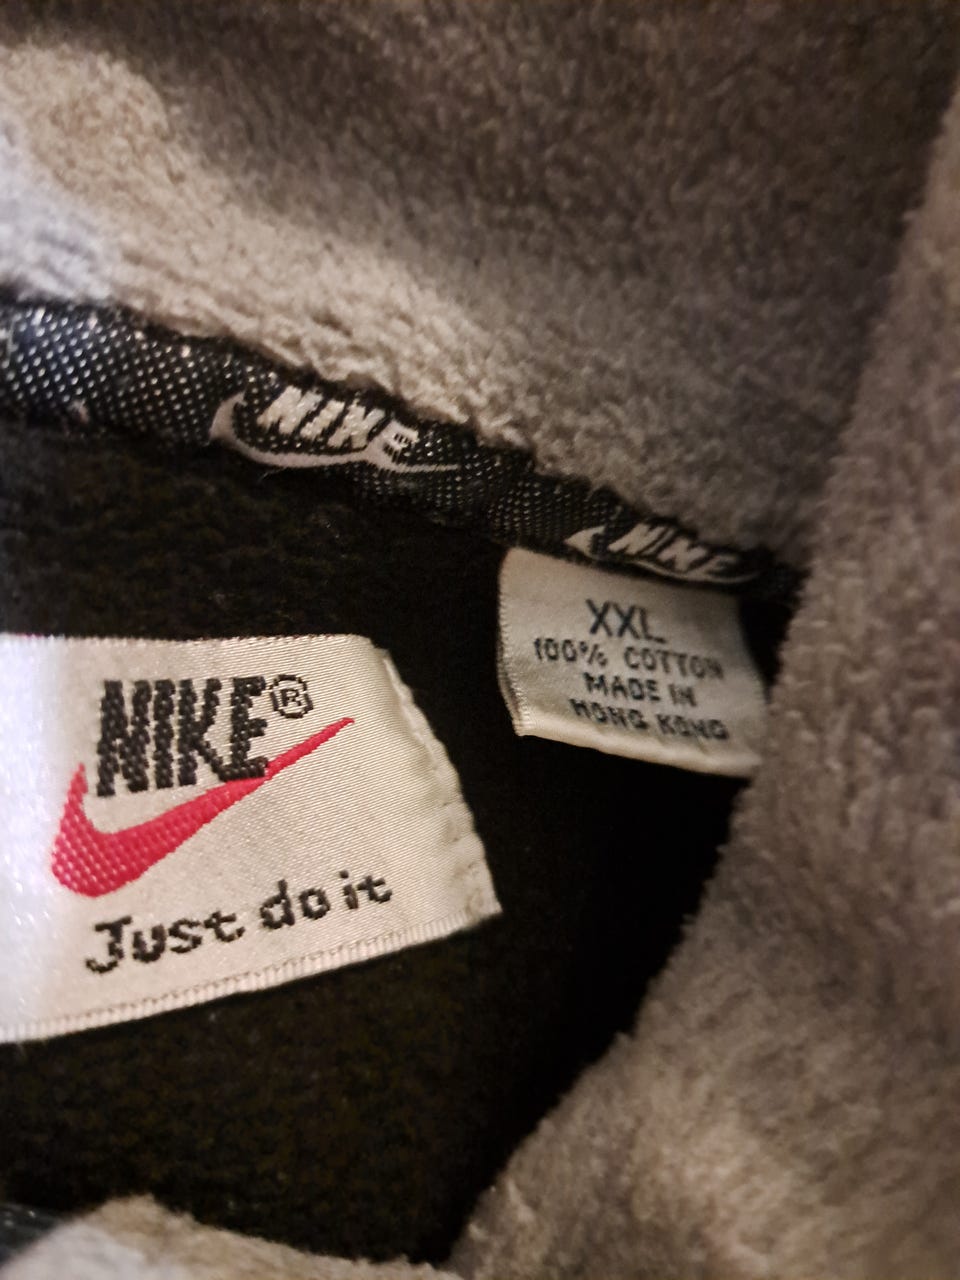 NIKE
NIKE
XXL
100% COTTON
MADE IN
HONG KONG
NIKE®
Just do it